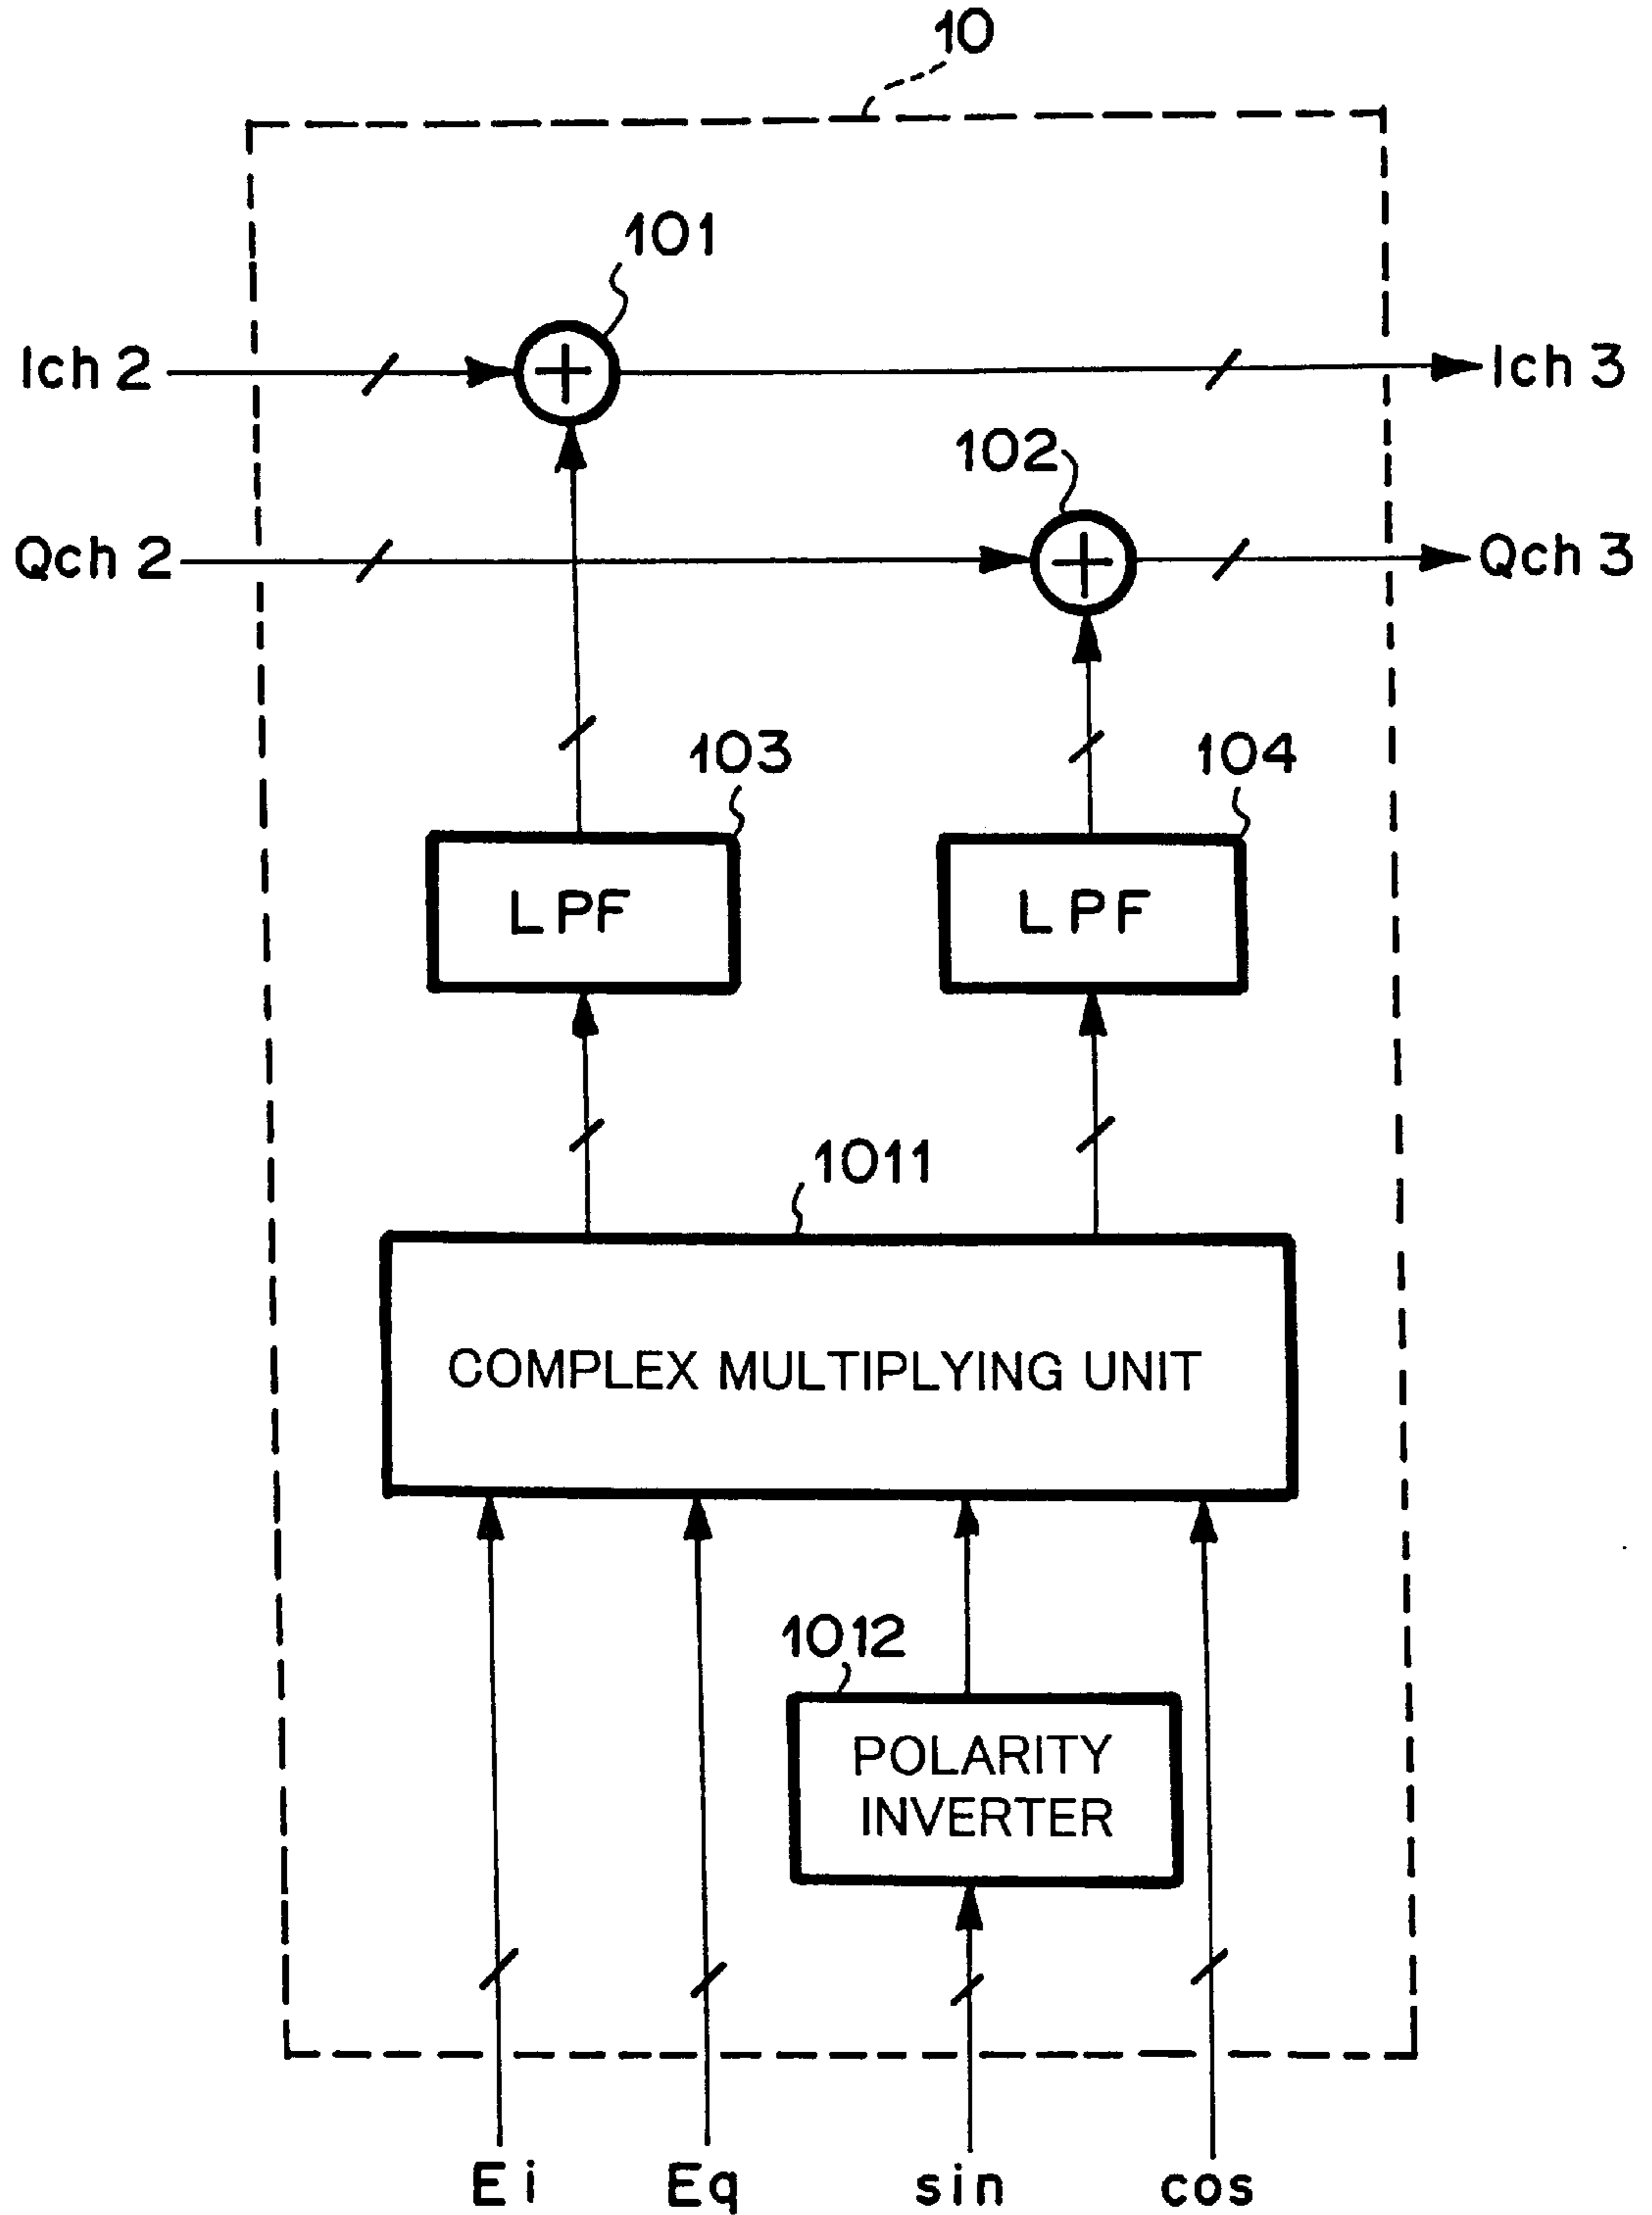 10
101
Ich 2
Ich 3
102
Qch 2
Qch 3
103
104
LPF
LPF
1011
COMPLEX MULTIPLYING UNIT
1012
POLARITY
INVERTER
Ei
Eq
sin
cos